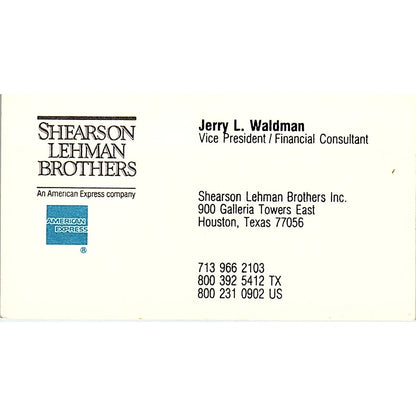 SHEARSON
LEHMAN
BROTHERS
An American Express company
AMERICAN
EXPRESS
®
Jerry L. Waldman
Vice President / Financial Consultant
Shearson Lehman Brothers Inc.
900 Galleria Towers East
Houston, Texas 77056
713 966 2103
800 392 5412 TX
800 231 0902 US